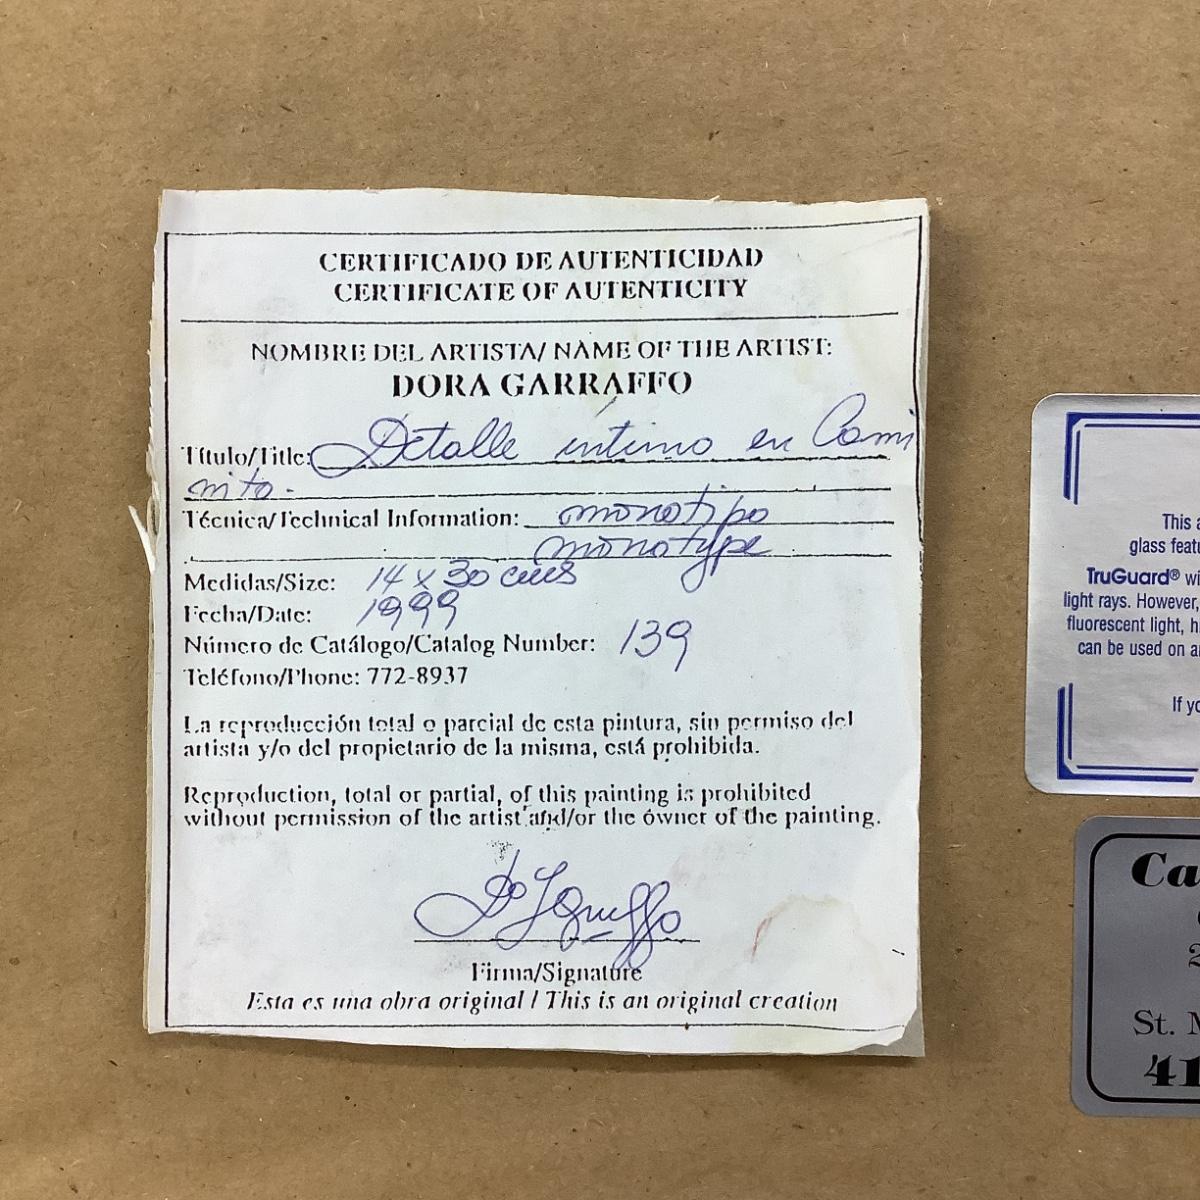 CERTIFICADO DE AUTENTICIDAD
CERTIFICATE OF AUTENTICITY
NOMBRE DEL ARTISTA/ NAME OF THE ARTIST:
DORA GARRAFFO
Título/Title: Detalle íntimo en Cami
nito.
Técnica/Technical Information: monotipo
monotype
Medidas/Size: 14 x 30 cms
Fecha/Date: 1999
Número de Catálogo/Catalog Number: 139
Teléfono/Phone: 772-8937
La reproducción total o parcial de esta pintura, sin permiso del
artista y/o del propietario de la misma, está prohibida.
Reproduction, total or partial, of this painting is prohibited
without permission of the artist and/or the owner of the painting.
Firma/Signature
Esta es una obra original / This is an original creation
This a
glass featu
TruGuard® wi
light rays. However,
fluorescent light, h
can be used on a
If yo
Ca
2
St. M
41